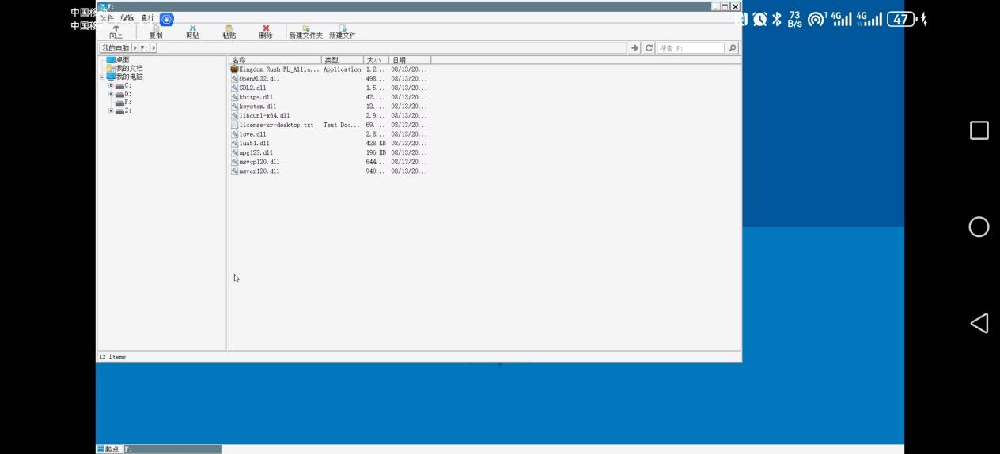 中国移
中国移
73 B/s 1 4G 4G 47
F:
文件 编辑 查看
向上 复制 剪贴 粘贴 删除 新建文件夹 新建文件
我的电脑 > F: > 搜索 F:
桌面
我的文档
我的电脑
C:
D:
F:
Z:
名称 类型 大小 日期
Kingdom Rush FL_Allia... Application 1.2... 08/13/20...
OpenAL32.dll 498... 08/13/20...
SDL2.dll 1.5... 08/13/20...
khttps.dll 42.... 08/13/20...
ksystem.dll 12.... 08/13/20...
libcurl-x64.dll 2.9... 08/13/20...
license-kr-desktop.txt Text Doc... 69.... 08/13/20...
love.dll 2.8... 08/13/20...
lua51.dll 428 KB 08/13/20...
mpg123.dll 196 KB 08/13/20...
msvcp120.dll 644... 08/13/20...
msvcr120.dll 940... 08/13/20...
12 Items
起点 F: